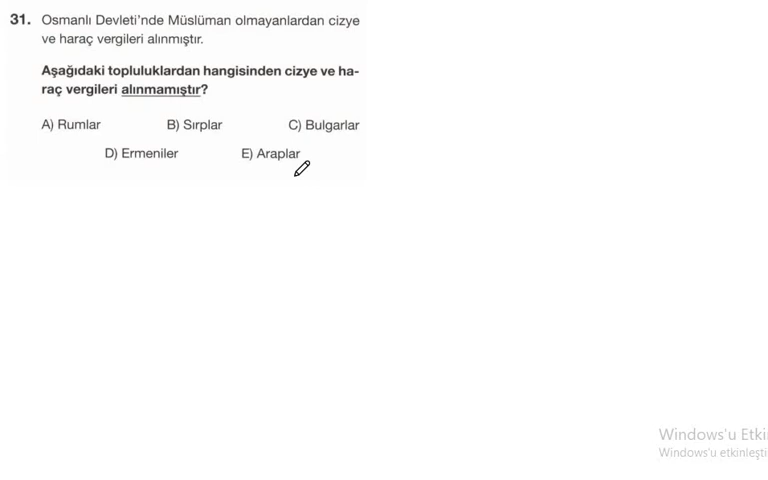 31. Osmanlı Devleti'nde Müslüman olmayanlardan cizye
ve haraç vergileri alınmıştır.
Aşağıdaki topluluklardan hangisinden cizye ve ha-
raç vergileri alınmamıştır?
A) Rumlar B) Sırplar C) Bulgarlar
D) Ermeniler E) Araplar
Windows'u Etki
Windows'u etkinleşti